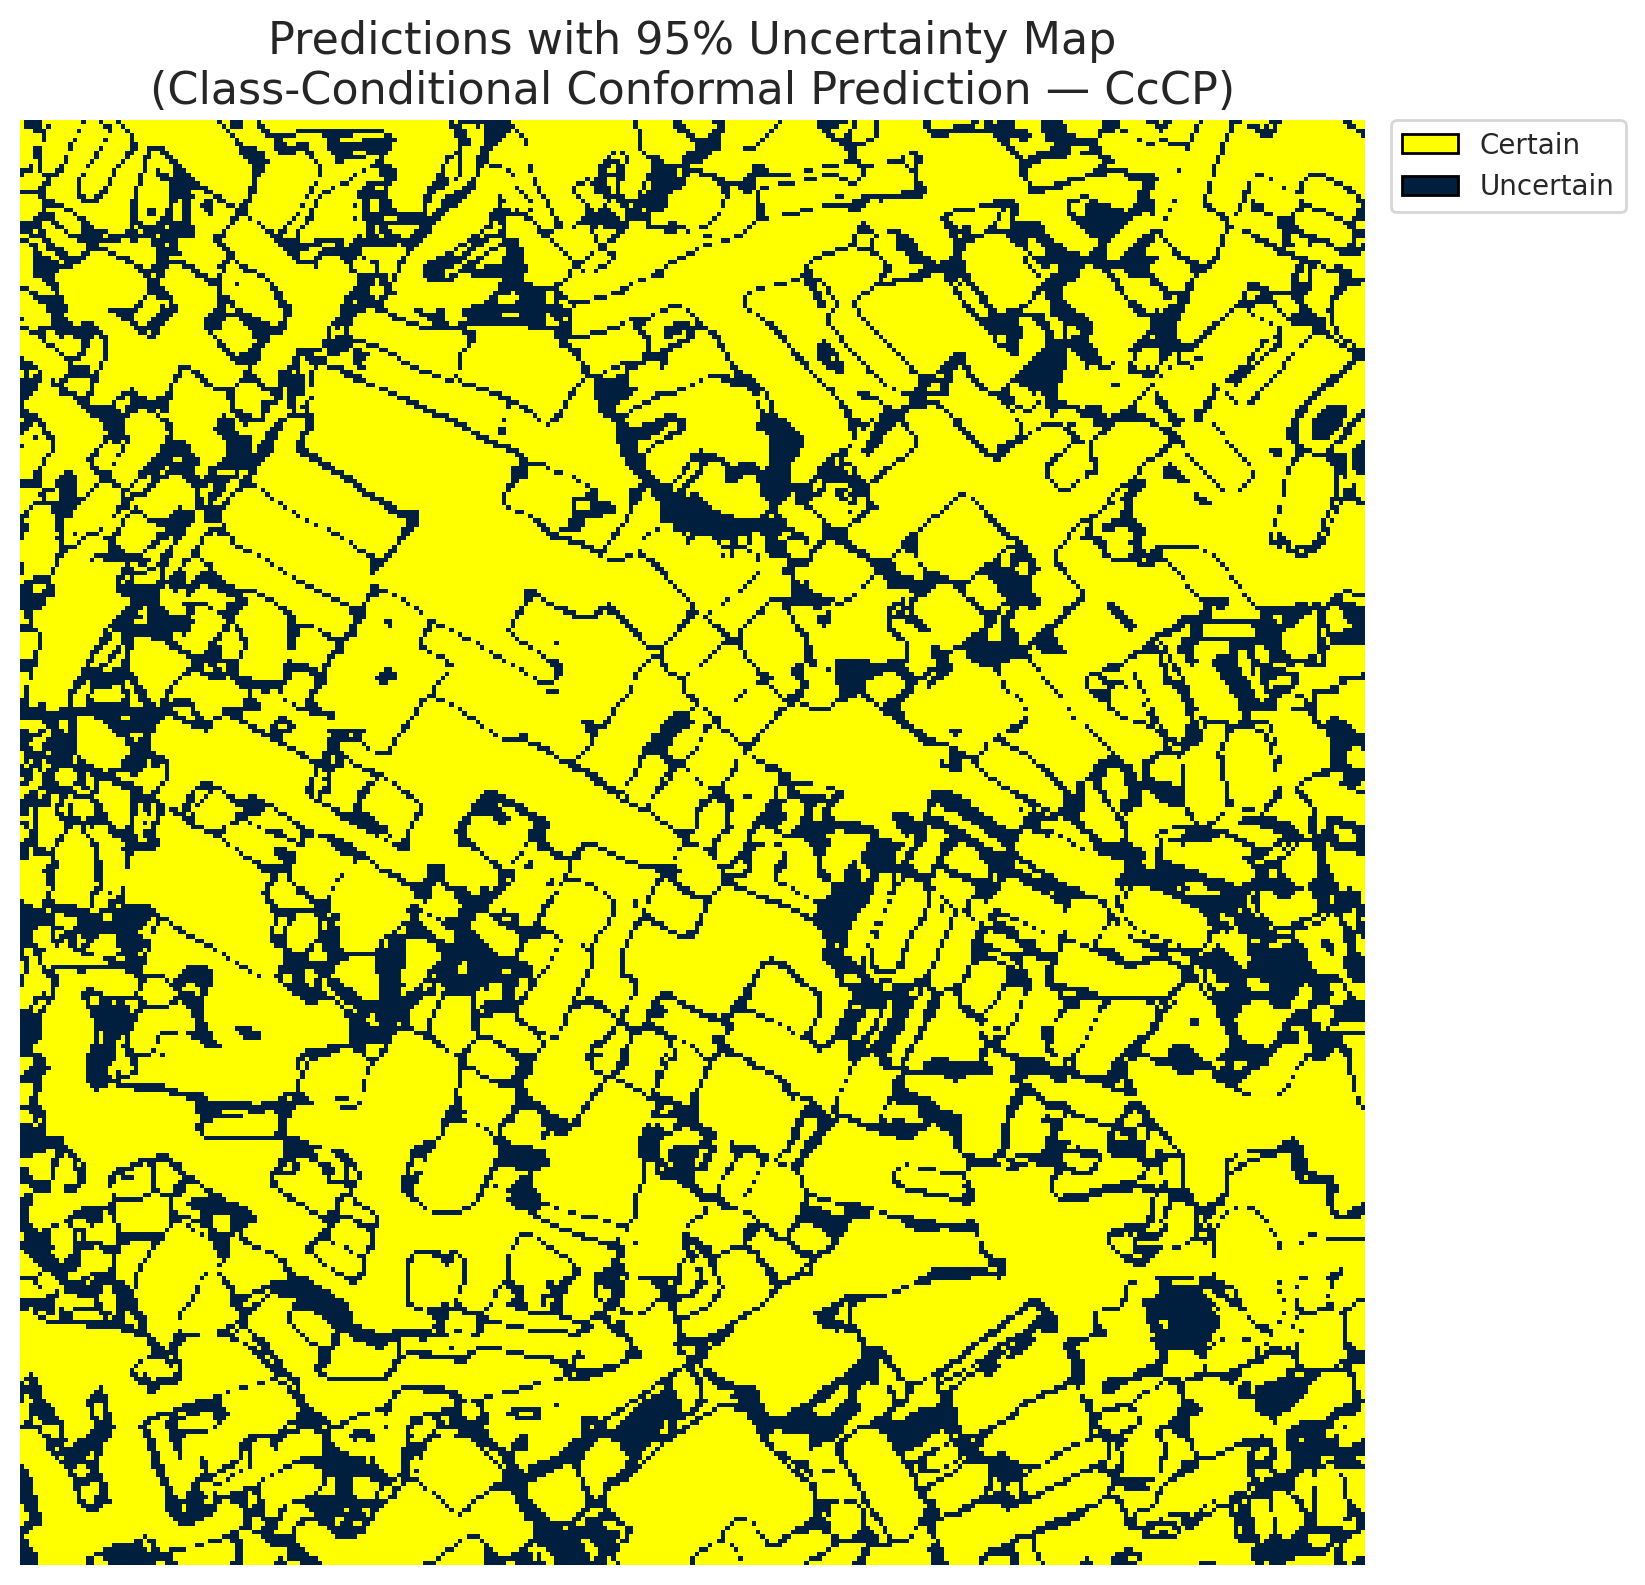 Predictions with 95% Uncertainty Map
(Class-Conditional Conformal Prediction — CcCP)
Certain
Uncertain